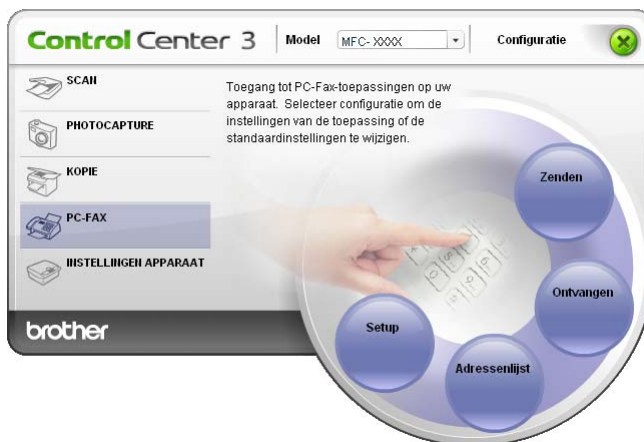 Control Center 3
Model
MFC- XXXX
Configuratie
SCAN
PHOTOCAPTURE
KOPIE
PC-FAX
INSTELLINGEN APPARAAT
Toegang tot PC-Fax-toepassingen op uw
apparaat. Selecteer configuratie om de
instellingen van de toepassing of de
standaardinstellingen te wijzigen.
Zenden
Ontvangen
Adressenlijst
Setup
brother